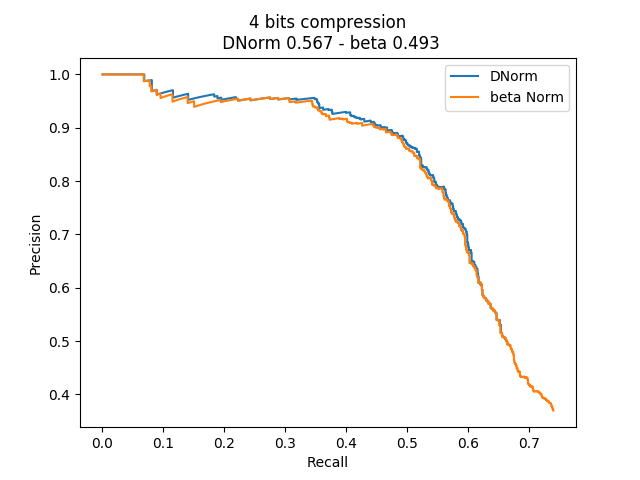 4 bits compression
DNorm 0.567 - beta 0.493
DNorm
beta Norm
1.0
0.9
0.8
0.7
0.6
0.5
0.4
Precision
0.0 0.1 0.2 0.3 0.4 0.5 0.6 0.7
Recall